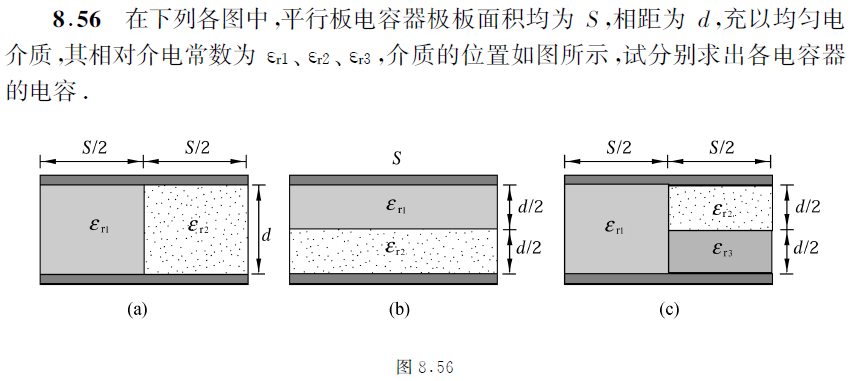 8.56 在下列各图中,平行板电容器极板面积均为 S,相距为 d,充以均匀电
介质,其相对介电常数为 εr1、εr2、εr3,介质的位置如图所示,试分别求出各电容器
的电容.
S/2 S/2
εr1 εr2 d
(a)
S
εr1 d/2
εr2 d/2
(b)
S/2 S/2
εr1 εr2 d/2
εr3 d/2
(c)
图 8.56